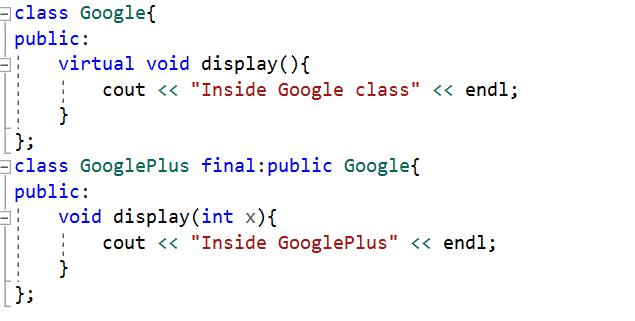 class Google{
public:
    virtual void display(){
        cout << "Inside Google class" << endl;
    }
};
class GooglePlus final:public Google{
public:
    void display(int x){
        cout << "Inside GooglePlus" << endl;
    }
};